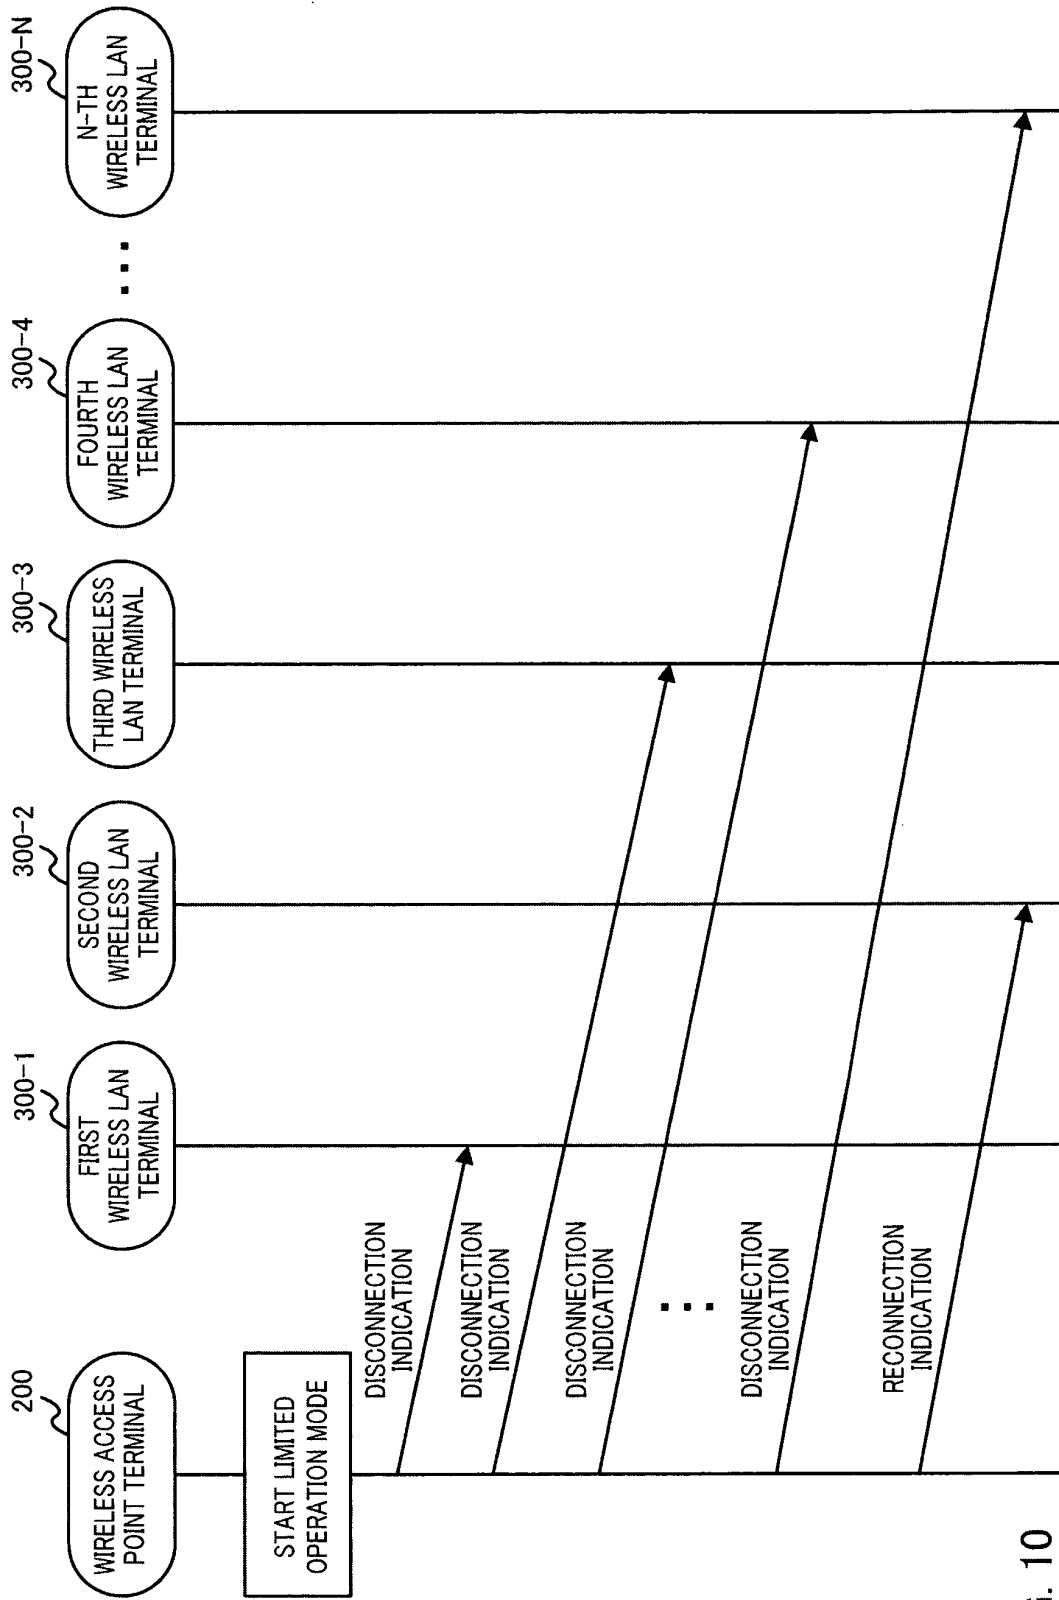 200
WIRELESS ACCESS
POINT TERMINAL
300-1
FIRST
WIRELESS LAN
TERMINAL
300-2
SECOND
WIRELESS LAN
TERMINAL
300-3
THIRD WIRELESS
LAN TERMINAL
300-4
FOURTH
WIRELESS LAN
TERMINAL
...
300-N
N-TH
WIRELESS LAN
TERMINAL
START LIMITED
OPERATION MODE
DISCONNECTION
INDICATION
DISCONNECTION
INDICATION
DISCONNECTION
INDICATION
...
DISCONNECTION
INDICATION
RECONNECTION
INDICATION
10